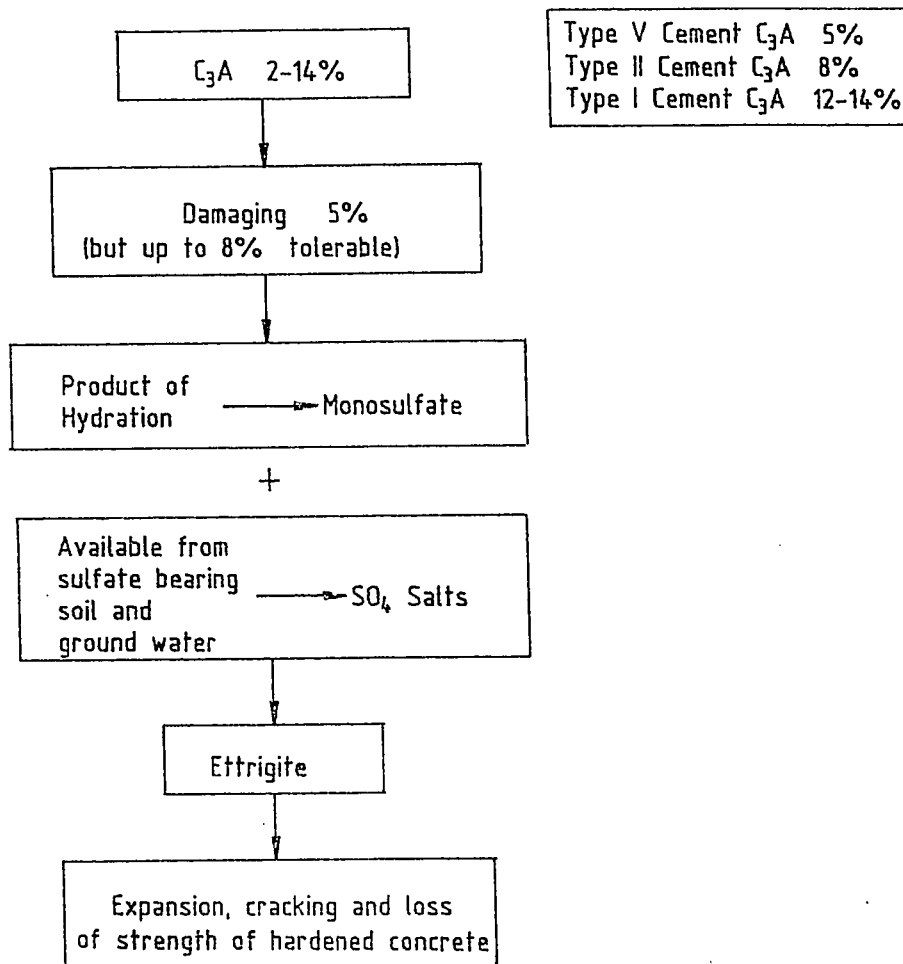 C₃A 2-14%
Type V Cement C₃A 5%
Type II Cement C₃A 8%
Type I Cement C₃A 12-14%
Damaging 5%
(but up to 8% tolerable)
Product of
Hydration
Monosulfate
+
Available from
sulfate bearing
soil and
ground water
SO₄ Salts
Ettrigite
Expansion, cracking and loss
of strength of hardened concrete